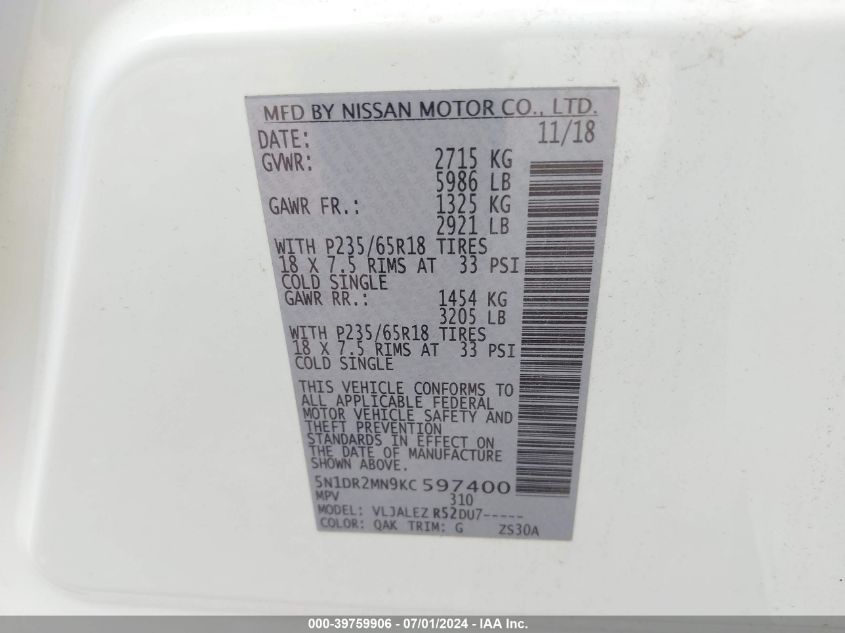 MFD BY NISSAN MOTOR CO., LTD.
DATE: 11/18
GVWR: 2715 KG
5986 LB
GAWR FR.: 1325 KG
2921 LB
WITH P235/65R18 TIRES
18 X 7.5 RIMS AT 33 PSI
COLD SINGLE
GAWR RR.: 1454 KG
3205 LB
WITH P235/65R18 TIRES
18 X 7.5 RIMS AT 33 PSI
COLD SINGLE
THIS VEHICLE CONFORMS TO
ALL APPLICABLE FEDERAL
MOTOR VEHICLE SAFETY AND
THEFT PREVENTION
STANDARDS IN EFFECT ON
THE DATE OF MANUFACTURE
SHOWN ABOVE.
5N1DR2MN9KC597400
MPV 310
MODEL: VLJALEZ R52DU7-----
COLOR: QAK TRIM: G ZS30A
000-39759906 - 07/01/2024 - IAA Inc.